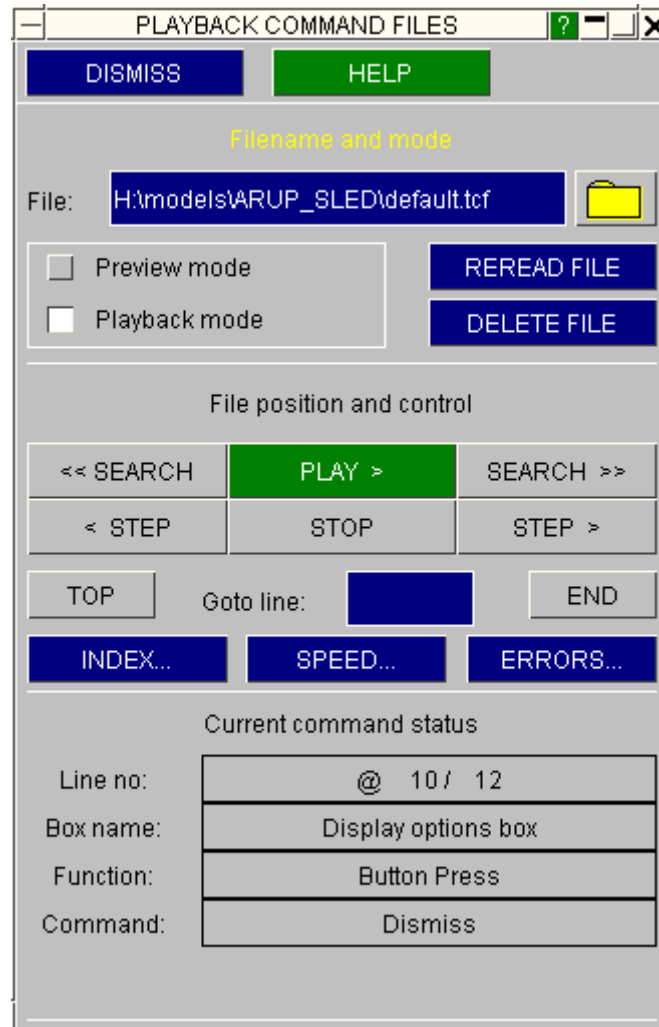 PLAYBACK COMMAND FILES ?
DISMISS HELP
Filename and mode
File: H:\models\ARUP_SLED\default.tcf
Preview mode REREAD FILE
Playback mode DELETE FILE
File position and control
<< SEARCH PLAY > SEARCH >>
< STEP STOP STEP >
TOP Goto line: END
INDEX... SPEED... ERRORS...
Current command status
Line no: @ 10 / 12
Box name: Display options box
Function: Button Press
Command: Dismiss